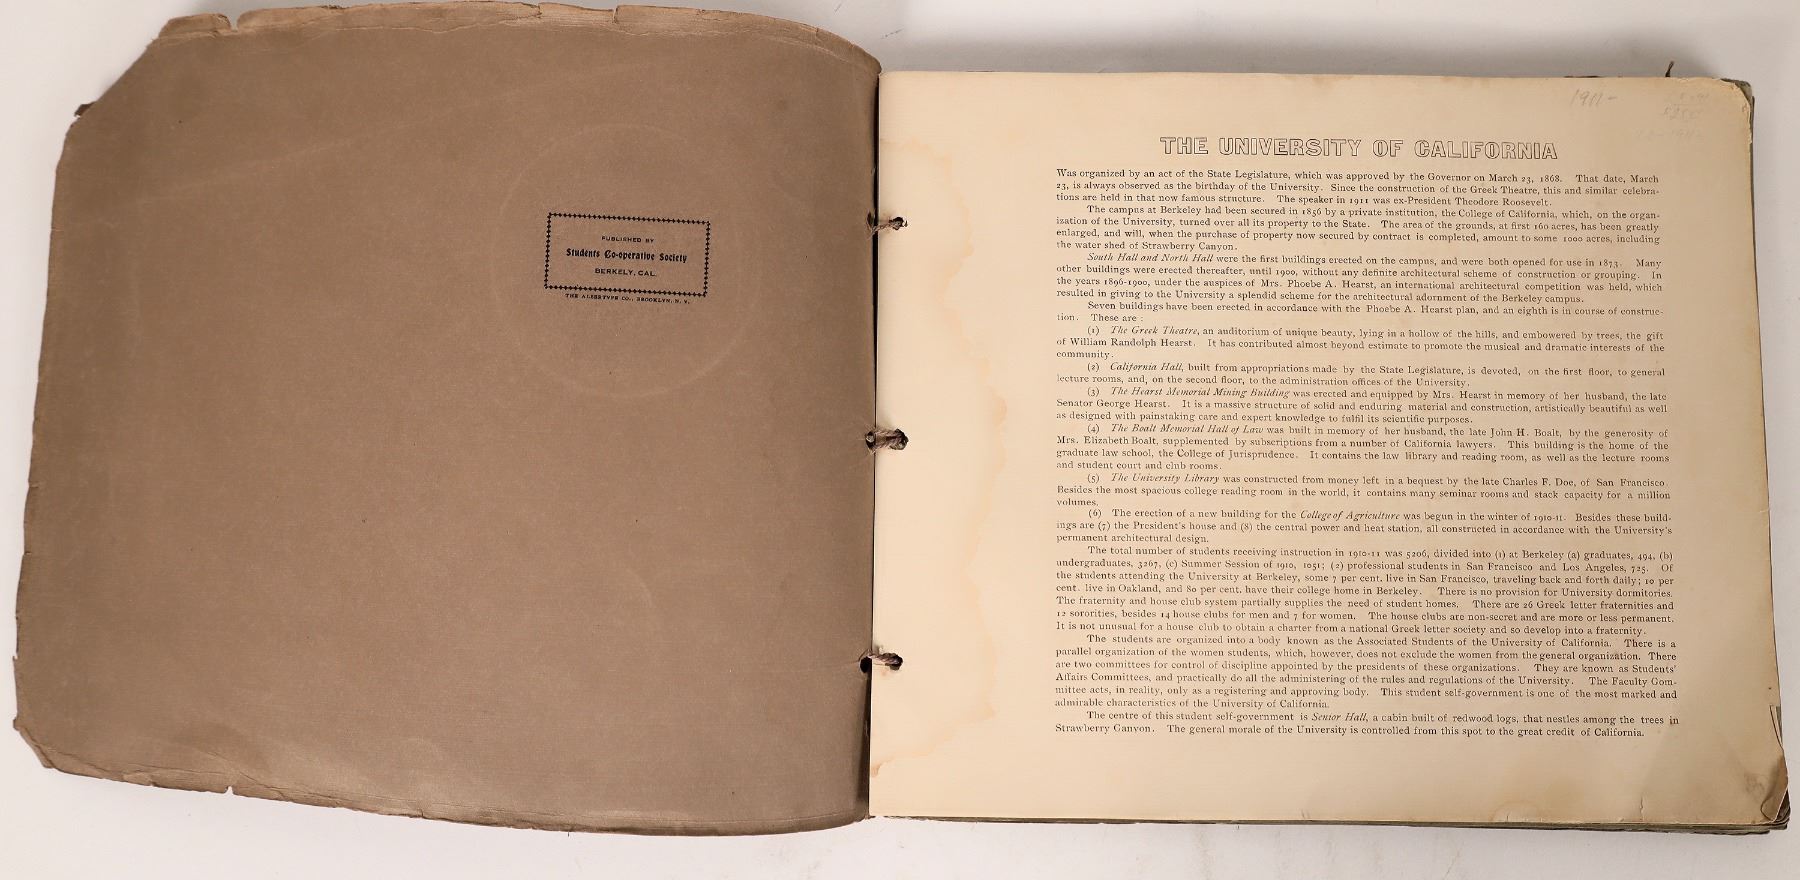 PUBLISHED BY
Students Co-operative Society
BERKELY, CAL.
THE ALBERTYPE CO., BROOKLYN, N. Y.
1911-
THE UNIVERSITY OF CALIFORNIA
Was organized by an act of the State Legislature, which was approved by the Governor on March 23, 1868. That date, March
23, is always observed as the birthday of the University. Since the construction of the Greek Theatre, this and similar celebra-
tions are held in that now famous structure. The speaker in 1911 was ex-President Theodore Roosevelt.
The campus at Berkeley had been secured in 1856 by a private institution, the College of California, which, on the organ-
ization of the University, turned over all its property to the State. The area of the grounds, at first 160 acres, has been greatly
enlarged, and will, when the purchase of property now secured by contract is completed, amount to some 1000 acres, including
the water shed of Strawberry Canyon.
South Hall and North Hall were the first buildings erected on the campus, and were both opened for use in 1873. Many
other buildings were erected thereafter, until 1900, without any definite architectural scheme of construction or grouping. In
the years 1896-1900, under the auspices of Mrs. Phoebe A. Hearst, an international architectural competition was held, which
resulted in giving to the University a splendid scheme for the architectural adornment of the Berkeley campus.
Seven buildings have been erected in accordance with the Phoebe A. Hearst plan, and an eighth is in course of construc-
tion. These are :
(1) The Greek Theatre, an auditorium of unique beauty, lying in a hollow of the hills, and embowered by trees, the gift
of William Randolph Hearst. It has contributed almost beyond estimate to promote the musical and dramatic interests of the
community.
(2) California Hall, built from appropriations made by the State Legislature, is devoted, on the first floor, to general
lecture rooms, and, on the second floor, to the administration offices of the University.
(3) The Hearst Memorial Mining Building was erected and equipped by Mrs. Hearst in memory of her husband, the late
Senator George Hearst. It is a massive structure of solid and enduring material and construction, artistically beautiful as well
as designed with painstaking care and expert knowledge to fulfil its scientific purposes.
(4) The Boalt Memorial Hall of Law was built in memory of her husband, the late John H. Boalt, by the generosity of
Mrs. Elizabeth Boalt, supplemented by subscriptions from a number of California lawyers. This building is the home of the
graduate law school, the College of Jurisprudence. It contains the law library and reading room, as well as the lecture rooms
and student court and club rooms.
(5) The University Library was constructed from money left in a bequest by the late Charles F. Doe, of San Francisco.
Besides the most spacious college reading room in the world, it contains many seminar rooms and stack capacity for a million
volumes.
(6) The erection of a new building for the College of Agriculture was begun in the winter of 1910-11. Besides these build-
ings are (7) the President's house and (8) the central power and heat station, all constructed in accordance with the University's
permanent architectural design.
The total number of students receiving instruction in 1910-11 was 5206, divided into (1) at Berkeley (a) graduates, 494, (b)
undergraduates, 3267, (c) Summer Session of 1910, 1051; (2) professional students in San Francisco and Los Angeles, 725. Of
the students attending the University at Berkeley, some 7 per cent. live in San Francisco, traveling back and forth daily; 10 per
cent. live in Oakland, and 80 per cent. have their college home in Berkeley. There is no provision for University dormitories.
The fraternity and house club system partially supplies the need of student homes. There are 26 Greek letter fraternities and
12 sororities, besides 14 house clubs for men and 7 for women. The house clubs are non-secret and are more or less permanent.
It is not unusual for a house club to obtain a charter from a national Greek letter society and so develop into a fraternity.
The students are organized into a body known as the Associated Students of the University of California. There is a
parallel organization of the women students, which, however, does not exclude the women from the general organization. There
are two committees for control of discipline appointed by the presidents of these organizations. They are known as Students'
Affairs Committees, and practically do all the administering of the rules and regulations of the University. The Faculty Com-
mittee acts, in reality, only as a registering and approving body. This student self-government is one of the most marked and
admirable characteristics of the University of California.
The centre of this student self-government is Senior Hall, a cabin built of redwood logs, that nestles among the trees in
Strawberry Canyon. The general morale of the University is controlled from this spot to the great credit of California.